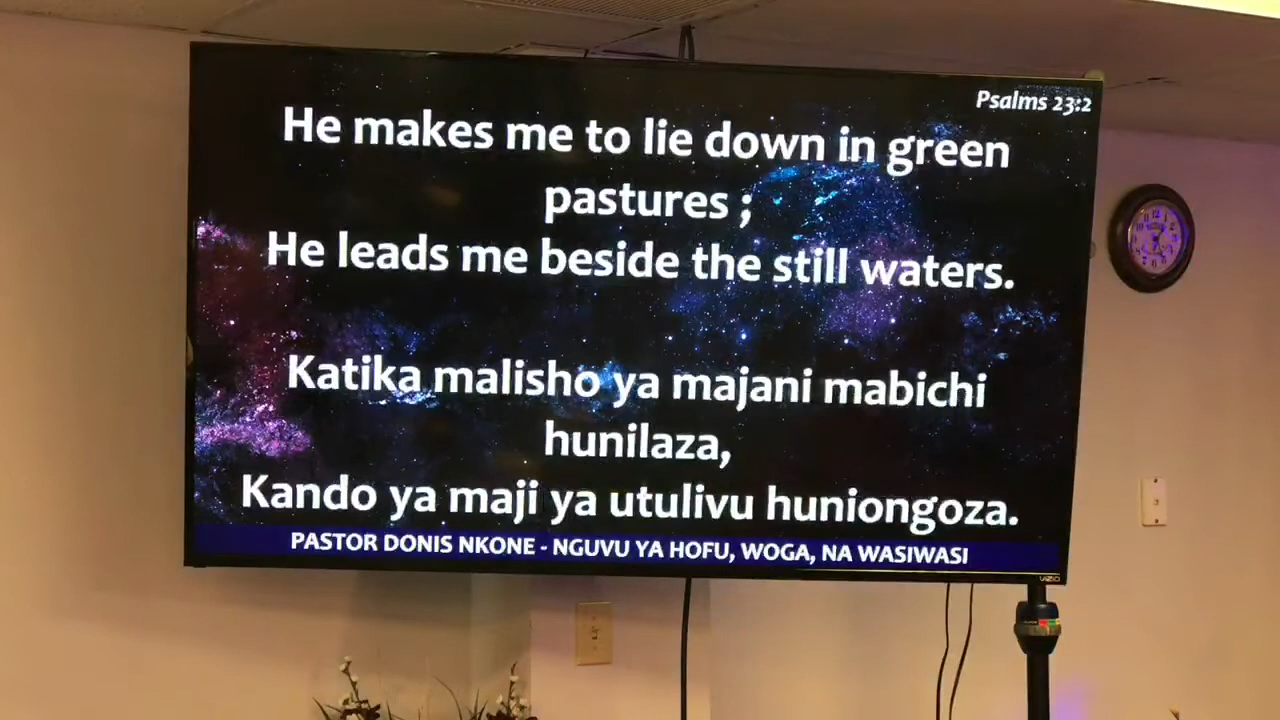 Psalms 23:2
He makes me to lie down in green
pastures ;
He leads me beside the still waters.
Katika malisho ya majani mabichi
hunilaza,
Kando ya maji ya utulivu huniongoza.
PASTOR DONIS NKONE - NGUVU YA HOFU, WOGA, NA WASIWASI
VIZIO